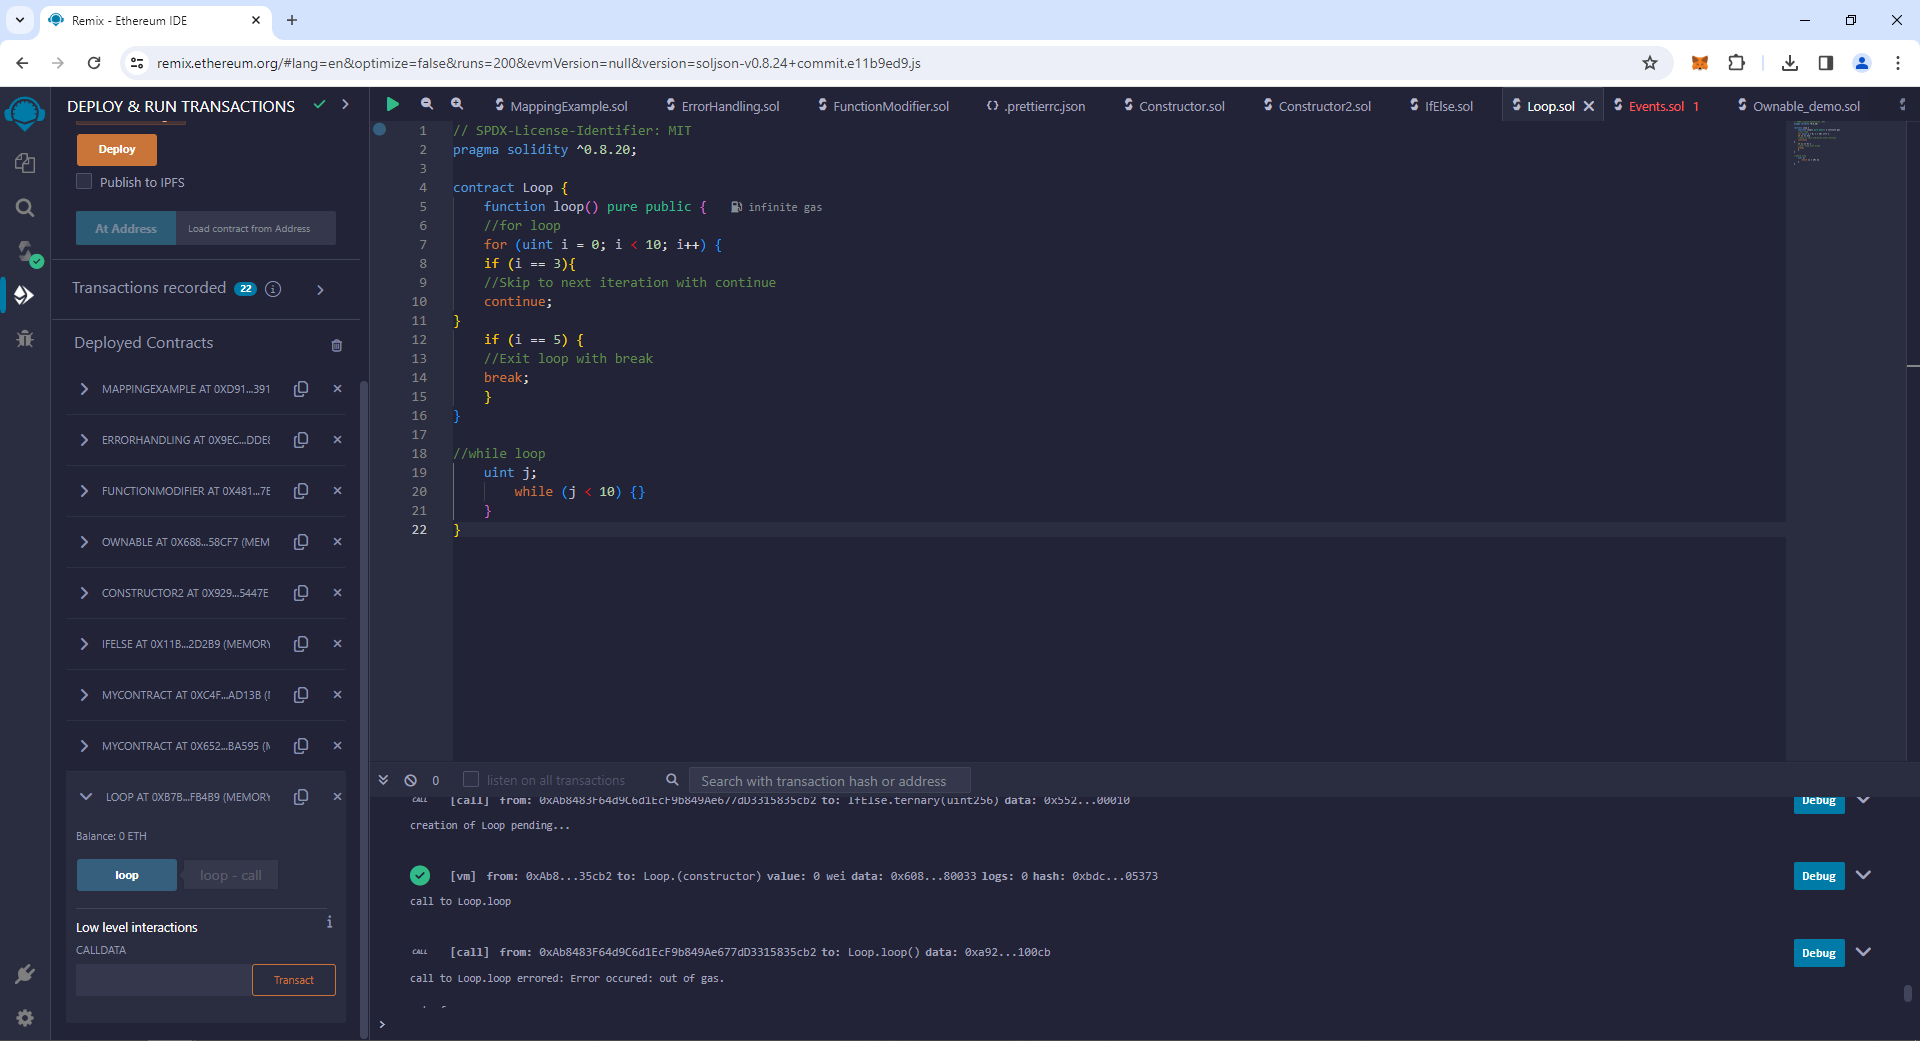 Remix - Ethereum IDE
remix.ethereum.org/#lang=en&optimize=false&runs=200&evmVersion=null&version=soljson-v0.8.24+commit.e11b9ed9.js
DEPLOY & RUN TRANSACTIONS
Deploy
Publish to IPFS
At Address Load contract from Address
Transactions recorded 22
Deployed Contracts
MAPPINGEXAMPLE AT 0XD91...391
ERRORHANDLING AT 0X9EC...DDE
FUNCTIONMODIFIER AT 0X481...7E
OWNABLE AT 0X688...58CF7 (MEM
CONSTRUCTOR2 AT 0X929...5447E
IFELSE AT 0X11B...2D2B9 (MEMORY
MYCONTRACT AT 0XC4F...AD13B (
MYCONTRACT AT 0X652...BA595 (
LOOP AT 0XB7B...FB4B9 (MEMORY
Balance: 0 ETH
loop loop - call
Low level interactions
CALLDATA
Transact
MappingExample.sol ErrorHandling.sol FunctionModifier.sol {} .prettierrc.json Constructor.sol Constructor2.sol IfElse.sol Loop.sol Events.sol 1 Ownable_demo.sol
1 // SPDX-License-Identifier: MIT
2 pragma solidity ^0.8.20;
3
4 contract Loop {
5 function loop() pure public { infinite gas
6 //for loop
7 for (uint i = 0; i < 10; i++) {
8 if (i == 3){
9 //Skip to next iteration with continue
10 continue;
11 }
12 if (i == 5) {
13 //Exit loop with break
14 break;
15 }
16 }
17
18 //while loop
19 uint j;
20 while (j < 10) {}
21 }
22 }
0 listen on all transactions Search with transaction hash or address
CALL [call] from: 0xAb8483F64d9C6d1EcF9b849Ae677dD3315835cb2 to: IfElse.ternary(uint256) data: 0x552...00010 Debug
creation of Loop pending...
[vm] from: 0xAb8...35cb2 to: Loop.(constructor) value: 0 wei data: 0x608...80033 logs: 0 hash: 0xbdc...05373 Debug
call to Loop.loop
CALL [call] from: 0xAb8483F64d9C6d1EcF9b849Ae677dD3315835cb2 to: Loop.loop() data: 0xa92...100cb Debug
call to Loop.loop errored: Error occured: out of gas.
>